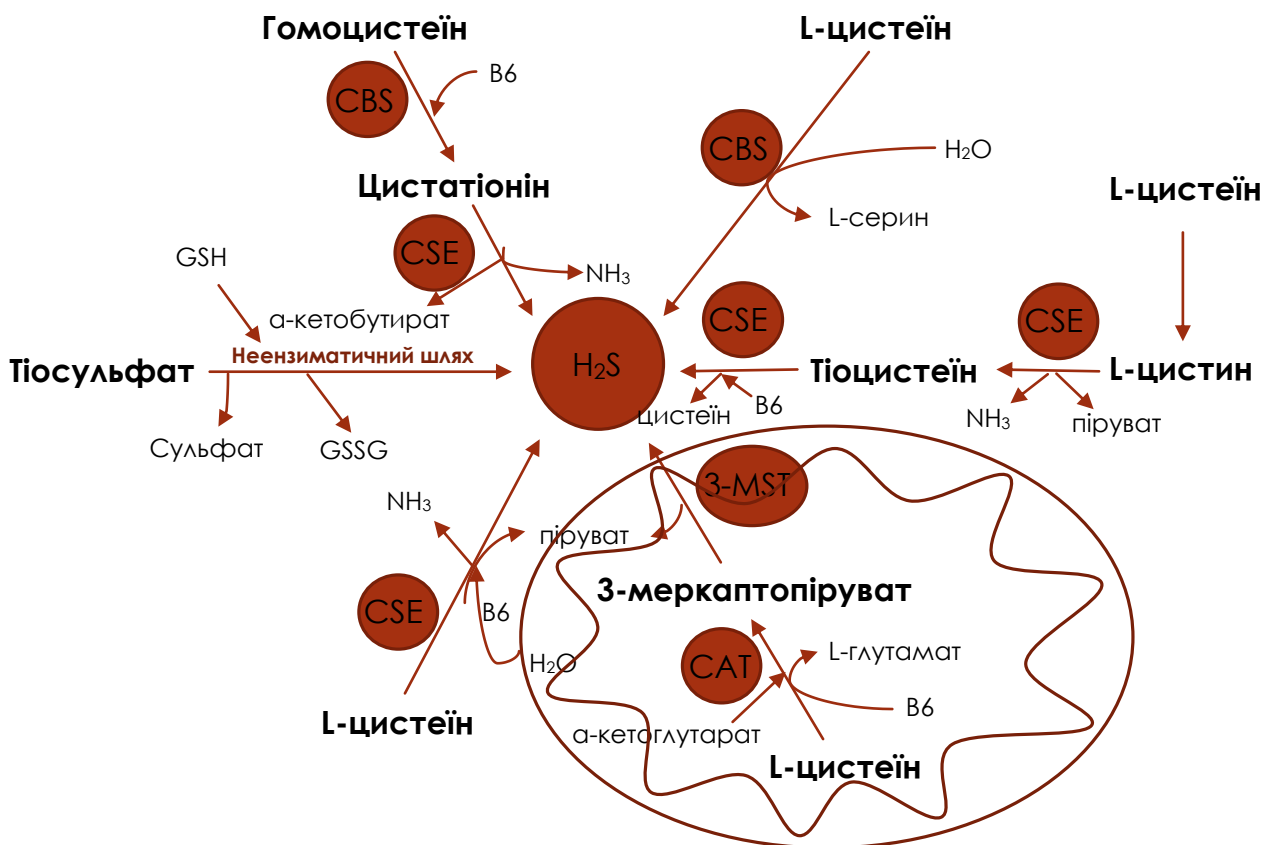 Гомоцистеїн
L-цистеїн
CBS
B6
CBS
H₂O
Цистатіонін
L-цистеїн
L-серин
CSE
GSH
NH₃
α-кетобутират
CSE
CSE
Неензиматичний шлях
Тіосульфат
H₂S
Тіоцистеїн
L-цистин
цистеїн
B6
NH₃
піруват
Сульфат
GSSG
3-MST
NH₃
піруват
3-меркаптопіруват
CSE
B6
H₂O
CAT
L-глутамат
B6
L-цистеїн
α-кетоглутарат
L-цистеїн